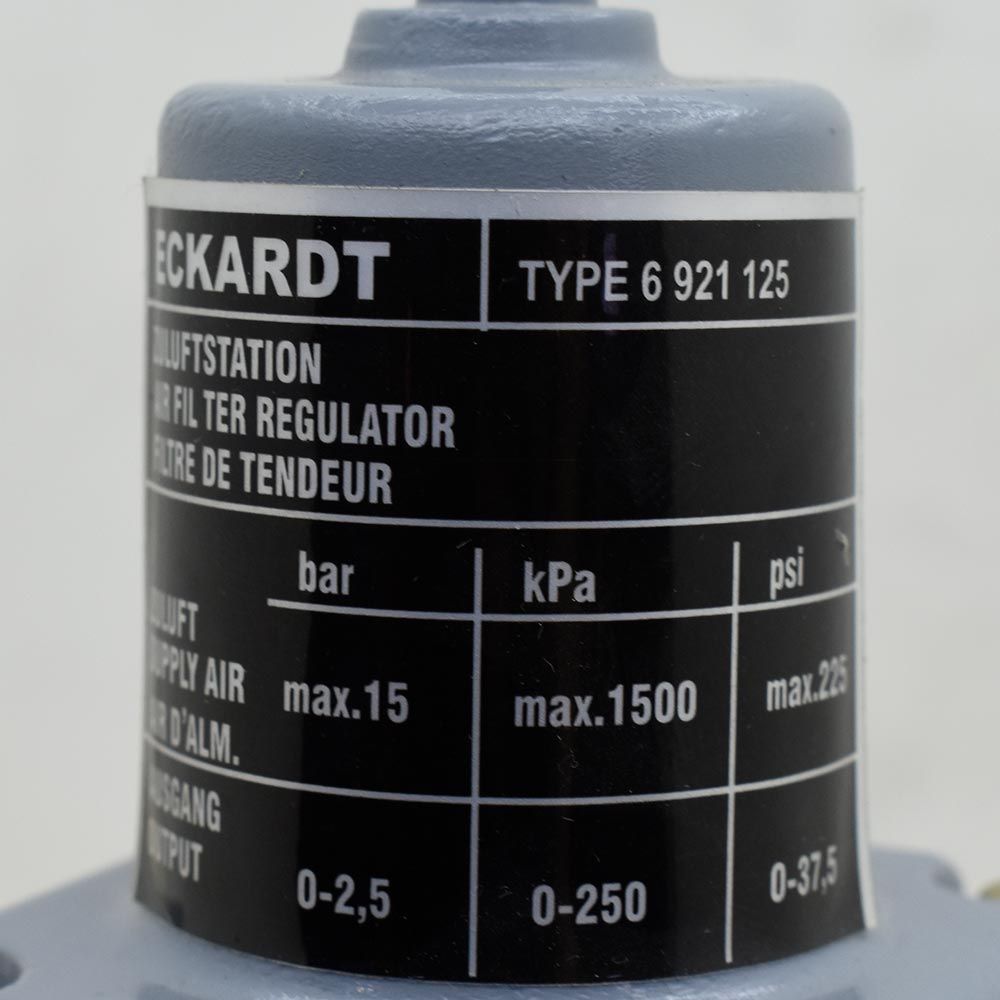 ECKARDT
TYPE 6 921 125
ZULUFTSTATION
AIR FIL TER REGULATOR
FILTRE DE TENDEUR
bar kPa psi
ZULUFT
SUPPLY AIR
AIR D'ALM.
max.15 max.1500 max.225
AUSGANG
OUTPUT
0-2,5 0-250 0-37,5